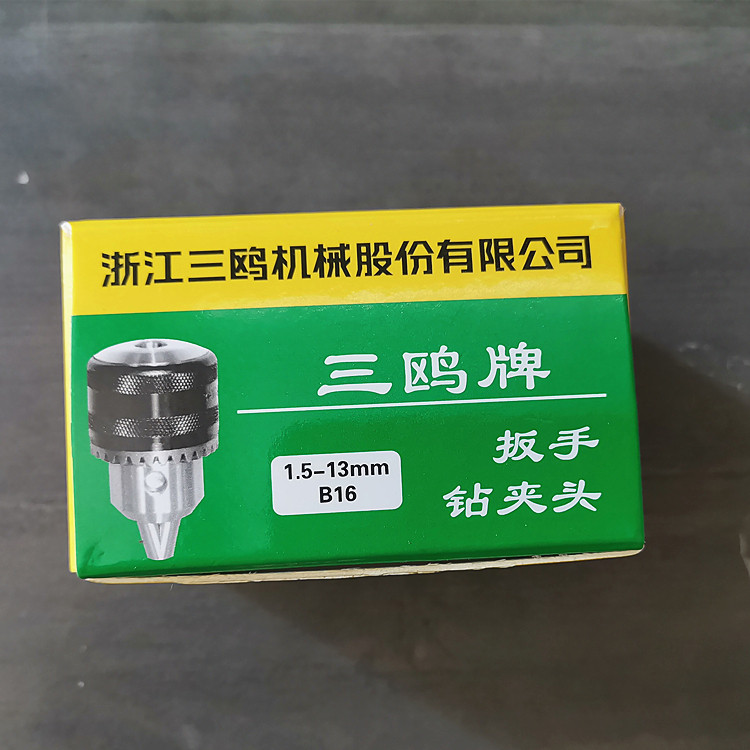 浙江三鸥机械股份有限公司
三鸥牌
扳手
钻夹头
1.5-13mm
B16